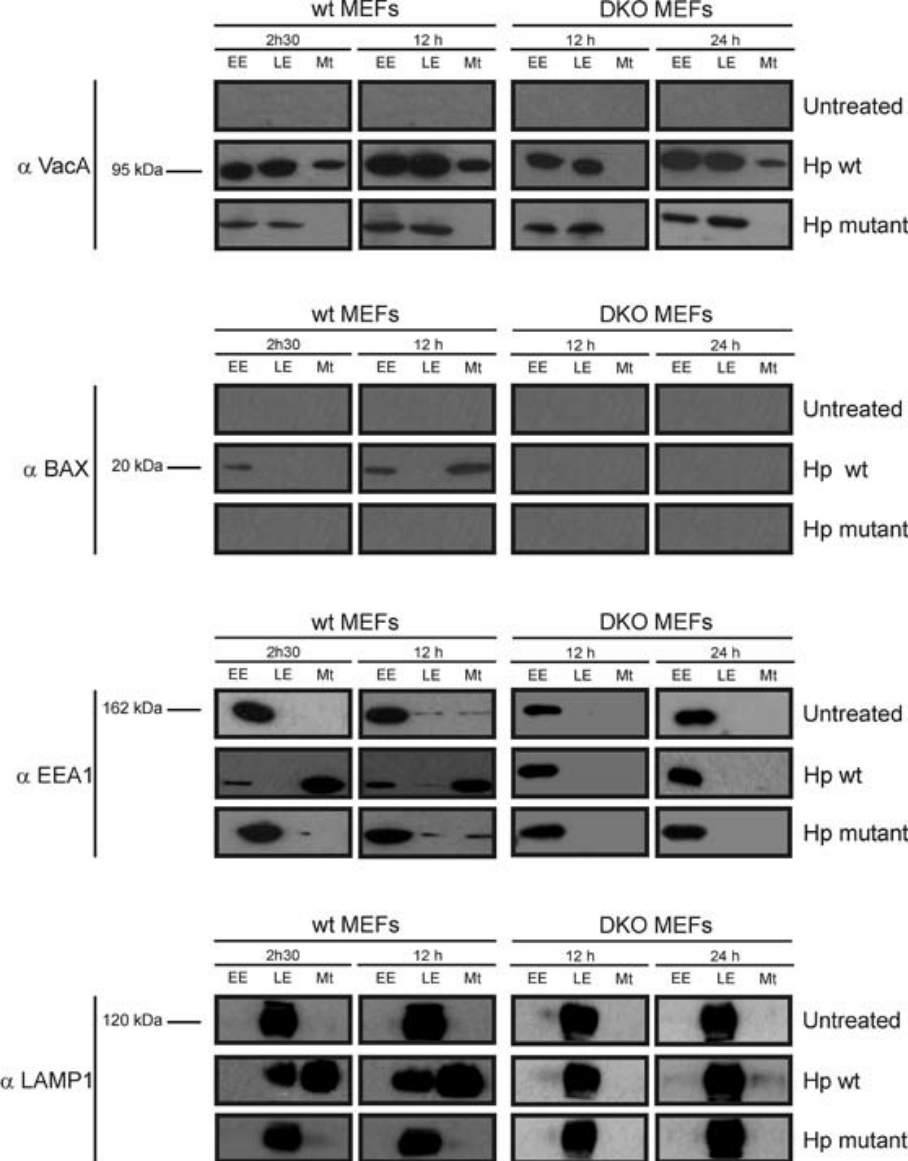 wt MEFs DKO MEFs
2h30 12 h 12 h 24 h
EE LE Mt EE LE Mt EE LE Mt EE LE Mt
Untreated
α VacA 95 kDa Hp wt
Hp mutant
wt MEFs DKO MEFs
2h30 12 h 12 h 24 h
EE LE Mt EE LE Mt EE LE Mt EE LE Mt
Untreated
α BAX 20 kDa Hp wt
Hp mutant
wt MEFs DKO MEFs
2h30 12 h 12 h 24 h
EE LE Mt EE LE Mt EE LE Mt EE LE Mt
162 kDa Untreated
α EEA1 Hp wt
Hp mutant
wt MEFs DKO MEFs
2h30 12 h 12 h 24 h
EE LE Mt EE LE Mt EE LE Mt EE LE Mt
120 kDa Untreated
α LAMP1 Hp wt
Hp mutant